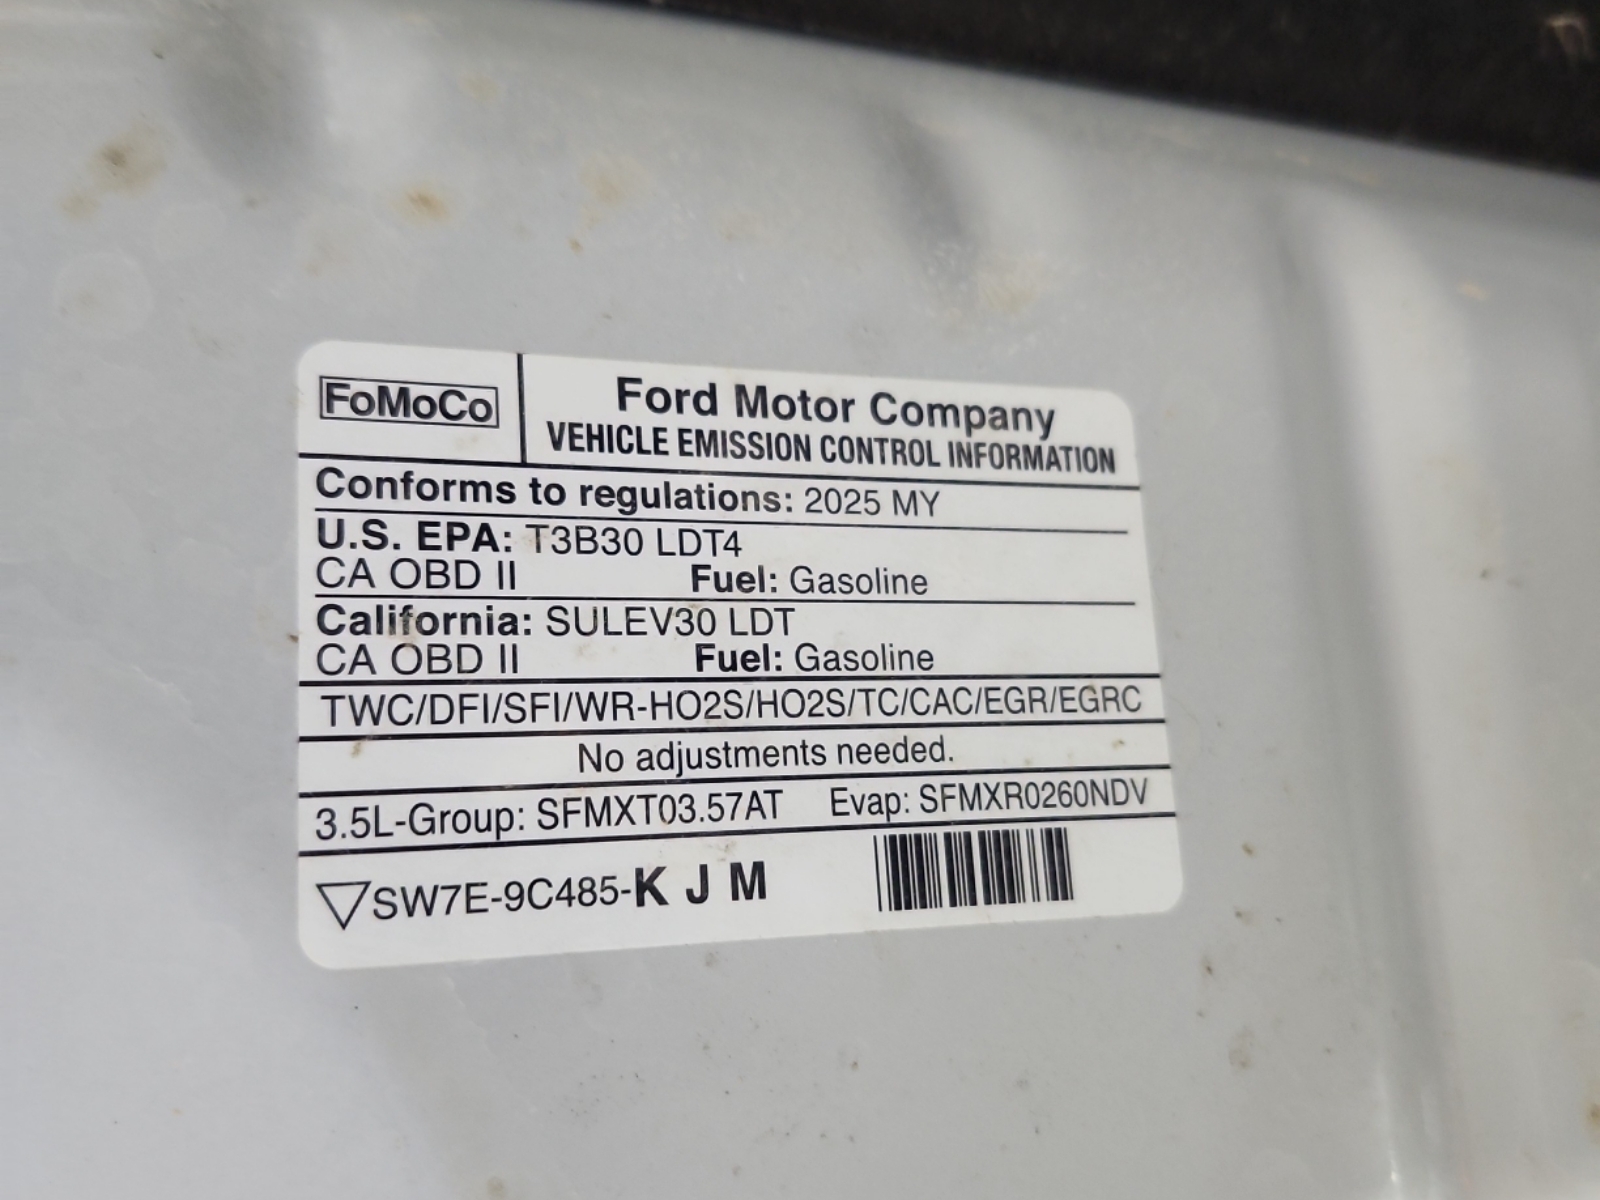 FoMoCo
Ford Motor Company
VEHICLE EMISSION CONTROL INFORMATION
Conforms to regulations: 2025 MY
U.S. EPA: T3B30 LDT4
CA OBD II Fuel: Gasoline
California: SULEV30 LDT
CA OBD II Fuel: Gasoline
TWC/DFI/SFI/WR-HO2S/HO2S/TC/CAC/EGR/EGRC
No adjustments needed.
3.5L-Group: SFMXT03.57AT Evap: SFMXR0260NDV
SW7E-9C485-K J M